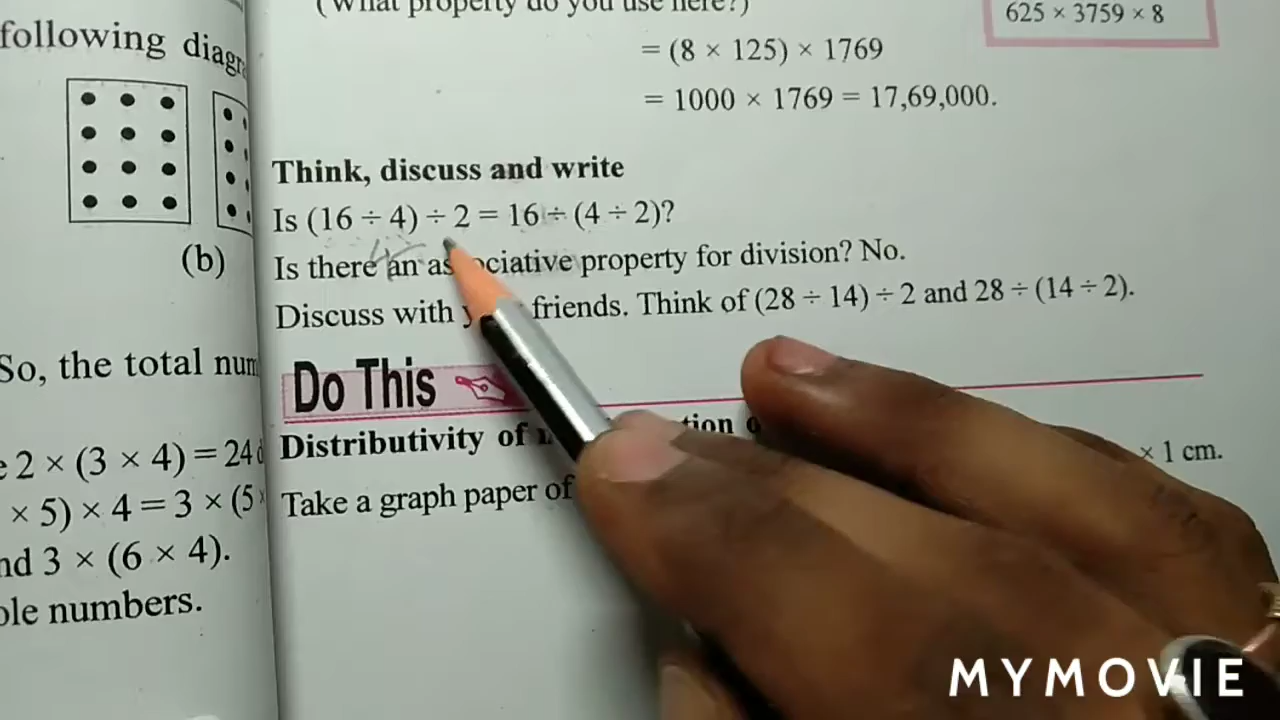 following diagr
(b)
So, the total num
2 × (3 × 4) = 24
× 5) × 4 = 3 × (5
nd 3 × (6 × 4).
ole numbers.
(What property do you use here?)
= (8 × 125) × 1769
= 1000 × 1769 = 17,69,000.
625 × 3759 × 8
Think, discuss and write
Is (16 ÷ 4) ÷ 2 = 16 ÷ (4 ÷ 2)?
Is there an associative property for division? No.
Discuss with friends. Think of (28 ÷ 14) ÷ 2 and 28 ÷ (14 ÷ 2).
Do This
Distributivity of
× 1 cm.
Take a graph paper of
MYMOVIE